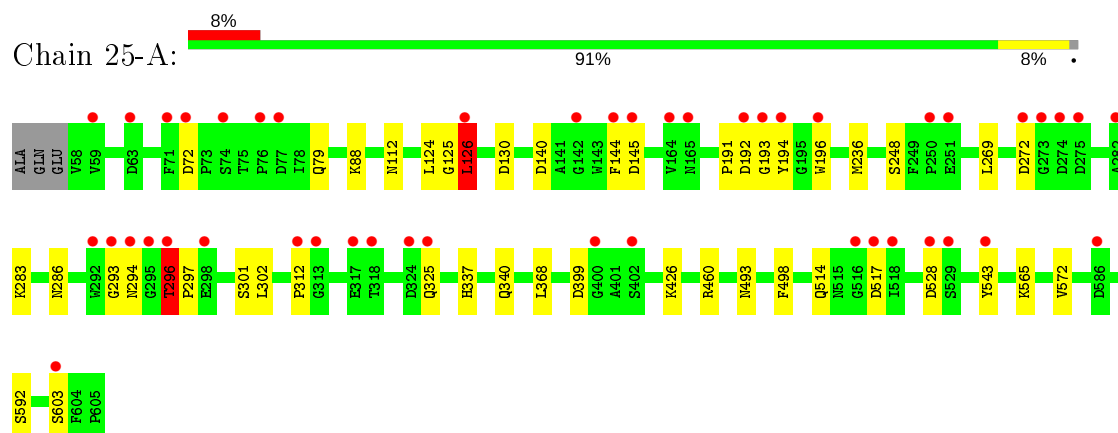 8%
Chain 25-A:
91% 8% •
ALA GLN GLU V58 V59 D63 F71 D72 P73 S74 T75 P76 D77 I78 Q79 K88 N112 L124 G125 L126 D130 D140 A141 G142 W143 F144 D145 V164 N165 P191 D192 G193 Y194 G195 W196 M236 S248 F249 P250 E251 L269 D272 G273 D274 D275 A282
K283 N286 W292 G293 N294 G295 T296 P297 E298 S301 L302 P312 G313 E317 T318 D324 Q325 H337 Q340 L368 D399 G400 A401 S402 K426 R460 N493 F498 Q514 N515 G516 D517 I518 D528 S529 Y543 K565 V572 D586
S592 S603 F604 P605